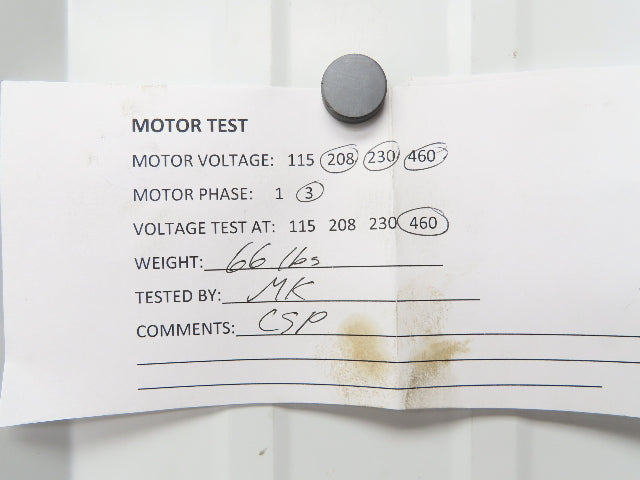 MOTOR TEST
MOTOR VOLTAGE: 115 208 230 460
MOTOR PHASE: 1 3
VOLTAGE TEST AT: 115 208 230 460
WEIGHT: 66 lbs
TESTED BY: MK
COMMENTS: CSP